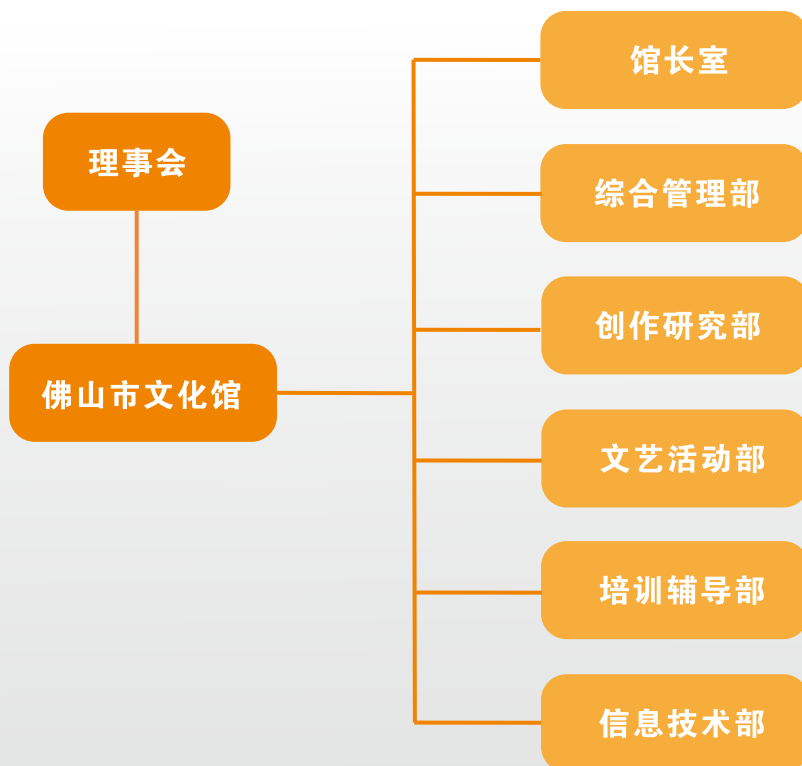 理事会
佛山市文化馆
馆长室
综合管理部
创作研究部
文艺活动部
培训辅导部
信息技术部